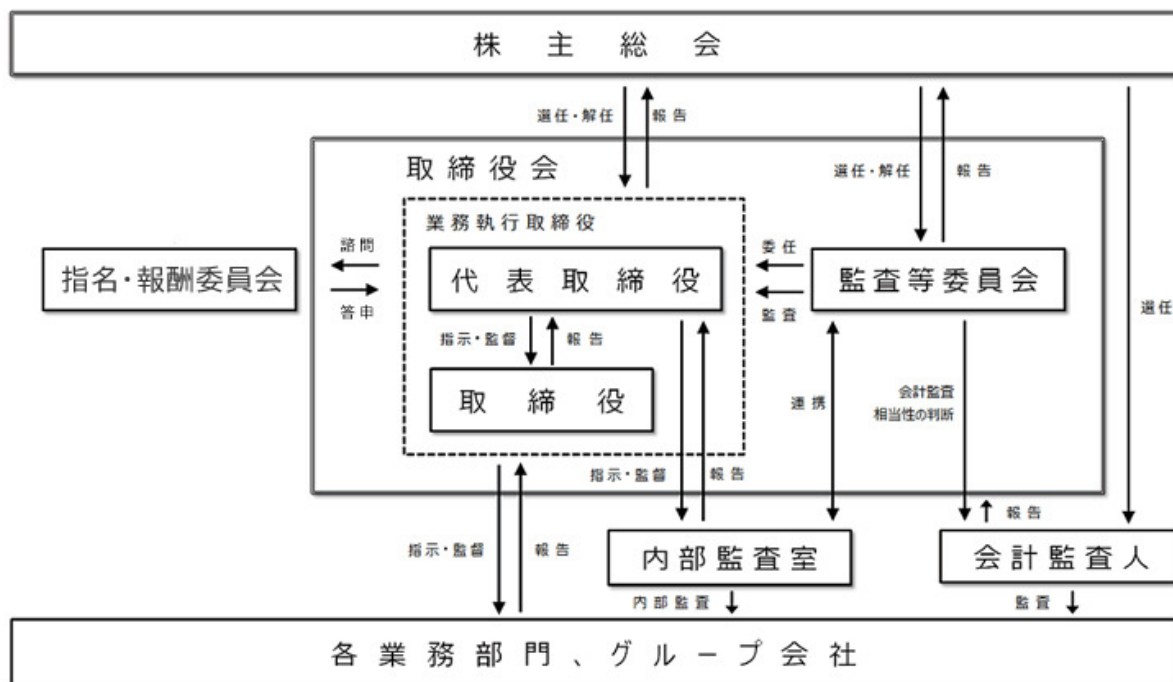 株主総会
選任・解任
報告
選任・解任
報告
選任
取締役会
業務執行取締役
代表取締役
指示・監督
報告
取締役
諮問
答申
指名・報酬委員会
委任
監査
監査等委員会
連携
会計監査
相当性の判断
指示・監督
報告
指示・監督
報告
報告
内部監査室
会計監査人
内部監査
監査
各業務部門、グループ会社